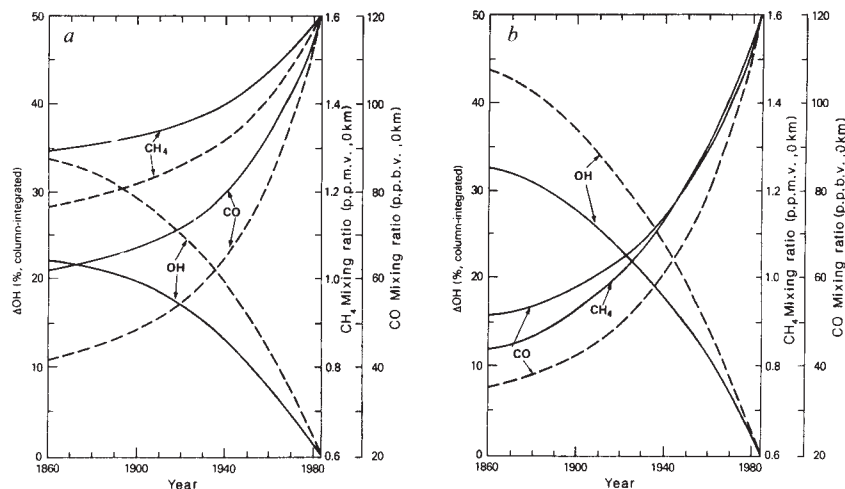 a
50
40
30
20
10
0
ΔOH (%, column-integrated)
CH₄
CO
OH
1860
1900
1940
1980
Year
1.6
1.4
1.2
1.0
0.8
0.6
CH₄ Mixing ratio (p.p.m.v., 0km)
120
100
80
60
40
20
CO Mixing ratio (p.p.b.v., 0km)
b
50
40
30
20
10
0
ΔOH (%, column-integrated)
OH
CH₄
CO
1860
1900
1940
1980
Year
1.6
1.4
1.2
1.0
0.8
0.6
CH₄ Mixing ratio (p.p.m.v., 0km)
120
100
80
60
40
20
CO Mixing ratio (p.p.b.v., 0km)